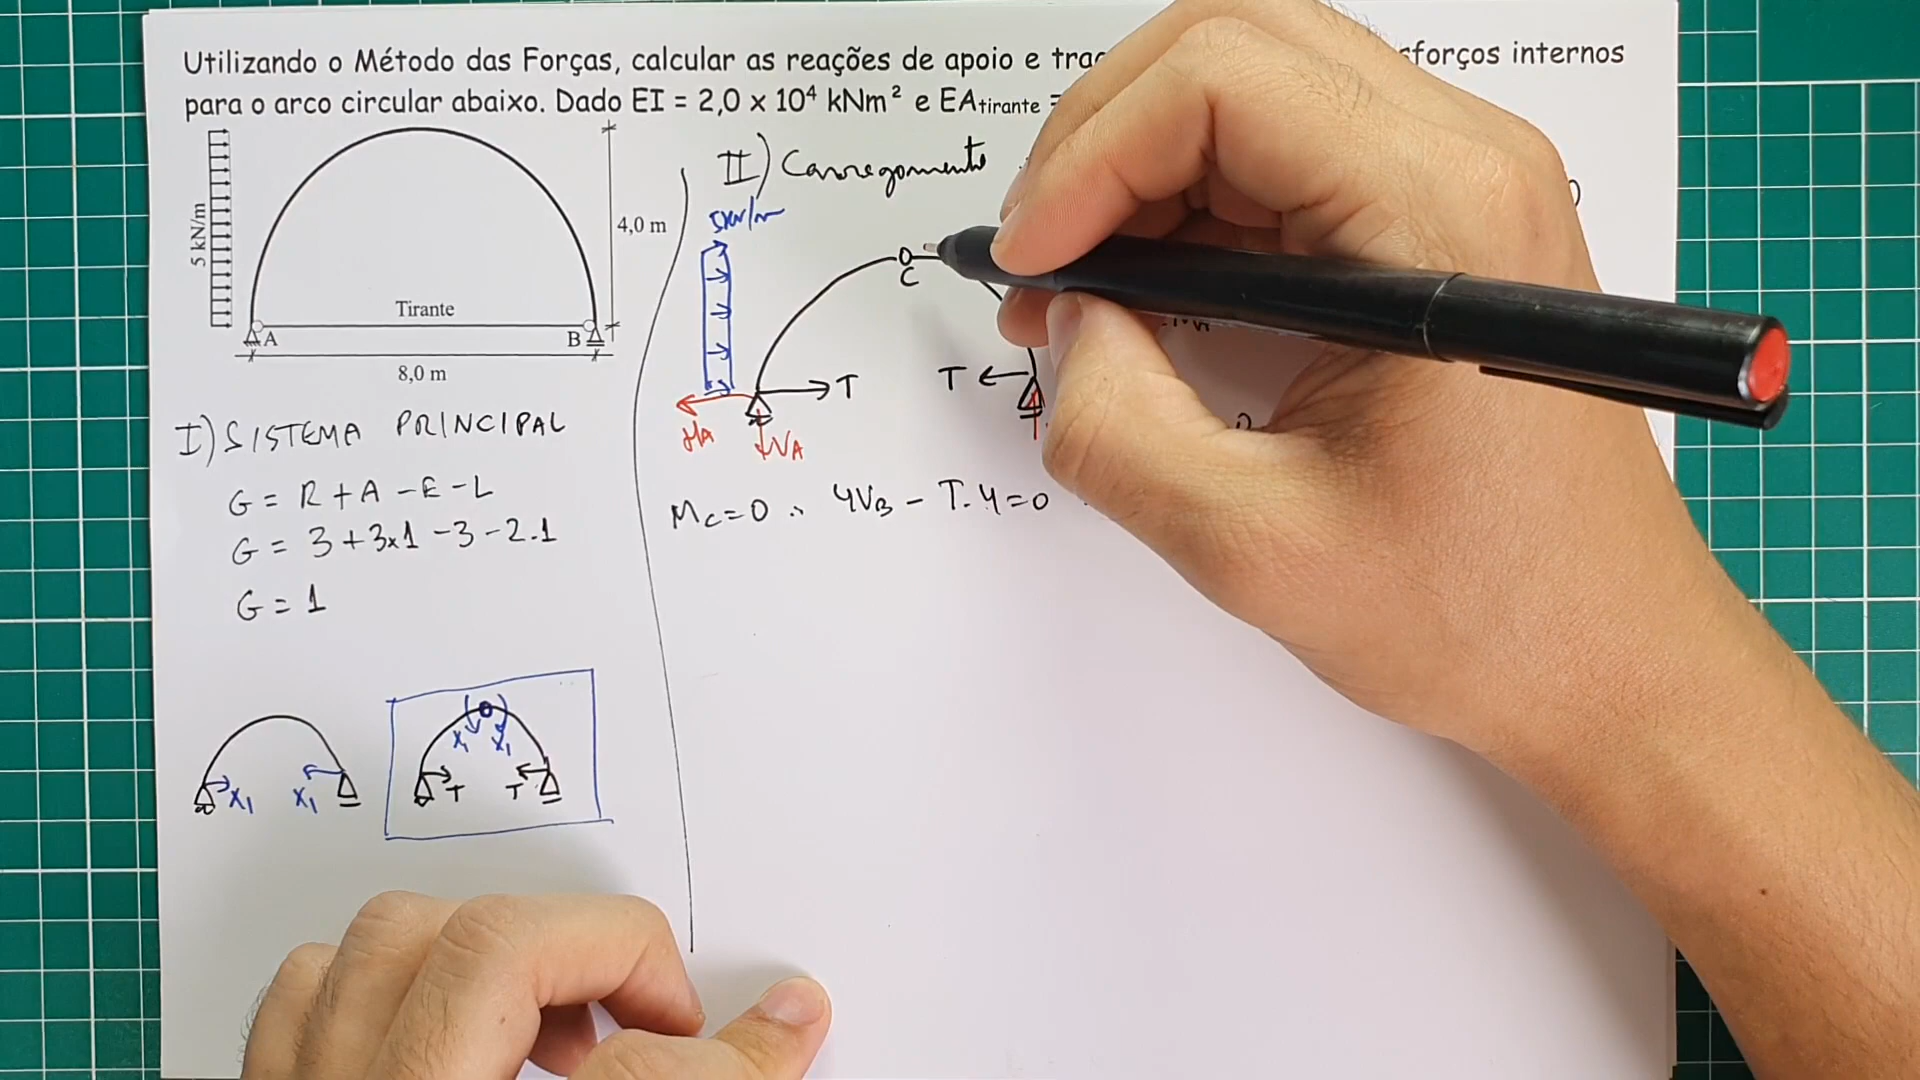 Utilizando o Método das Forças, calcular as reações de apoio e sforços internos
para o arco circular abaixo. Dado EI = 2,0 x 10⁴ kNm² e EAtirante =
5 kN/m
4,0 m
Tirante
A
B
8,0 m
I) SISTEMA PRINCIPAL
G = R + A - E - L
G = 3 + 3x1 - 3 - 2.1
G = 1
X1
X1
X1
X1
T
T
II) Carregamento
5kN/m
C
T
T
HA
VA
Mc=0 ∴ 4VB - T.4=0